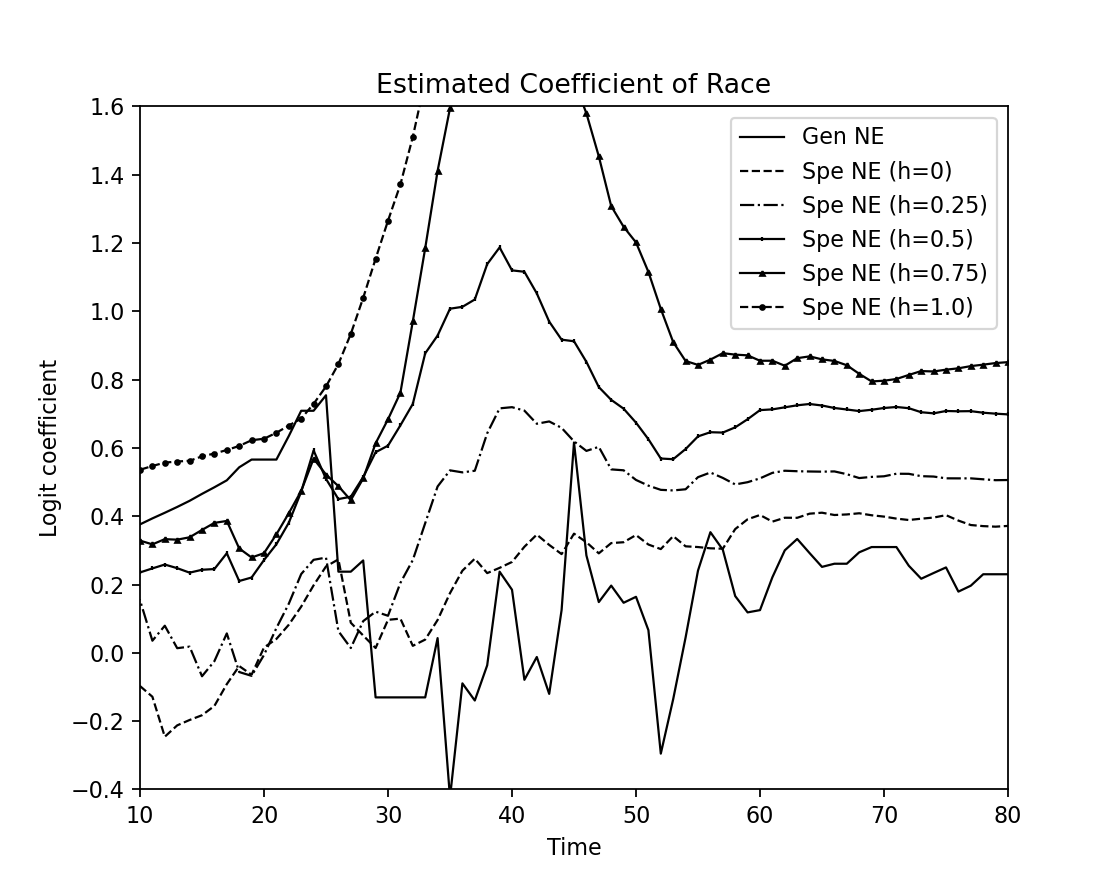 Estimated Coefficient of Race
1.6
1.4
1.2
1.0
0.8
0.6
0.4
0.2
0.0
−0.2
−0.4
Logit coefficient
Gen NE
Spe NE (h=0)
Spe NE (h=0.25)
Spe NE (h=0.5)
Spe NE (h=0.75)
Spe NE (h=1.0)
10 20 30 40 50 60 70 80
Time